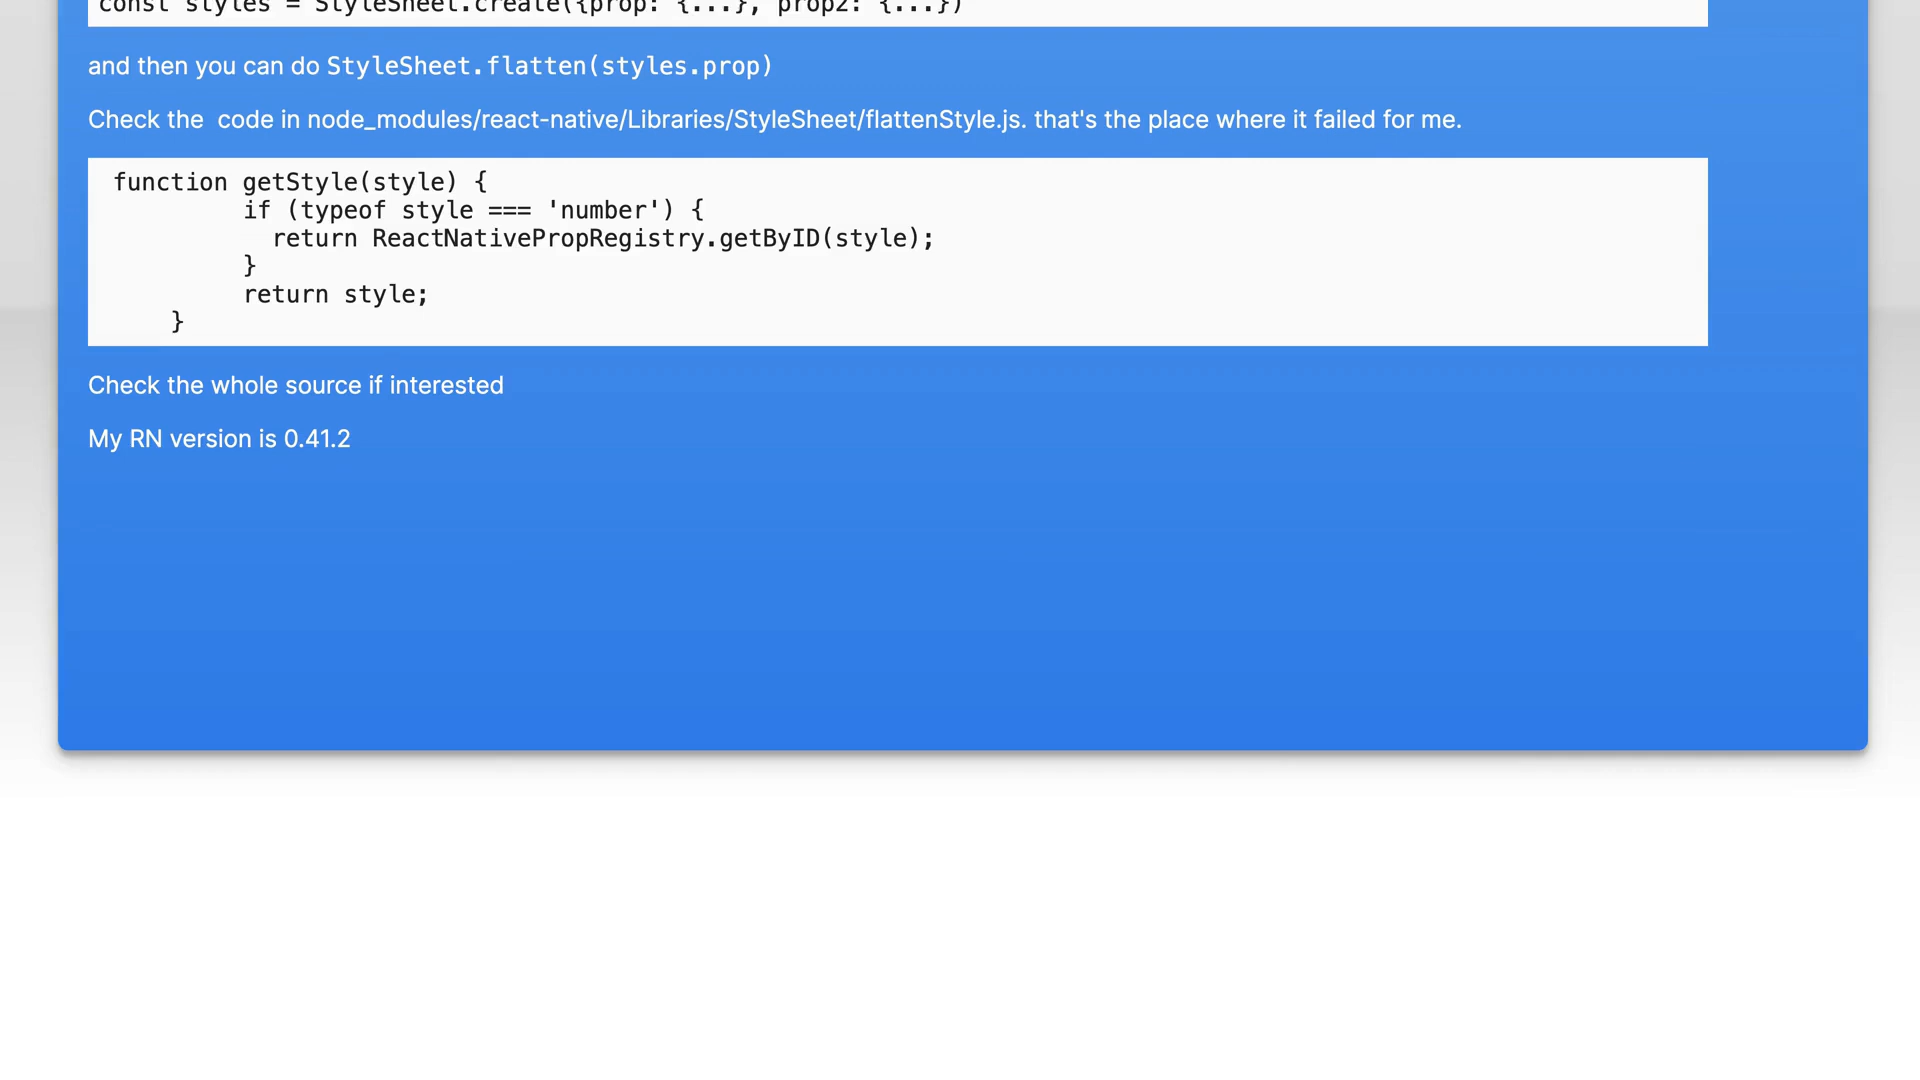 const styles = StyleSheet.create({prop: {...}, prop2: {...})
and then you can do StyleSheet.flatten(styles.prop)
Check the  code in node_modules/react-native/Libraries/StyleSheet/flattenStyle.js. that's the place where it failed for me.
function getStyle(style) {
if (typeof style === 'number') {
return ReactNativePropRegistry.getByID(style);
}
return style;
}
Check the whole source if interested
My RN version is 0.41.2